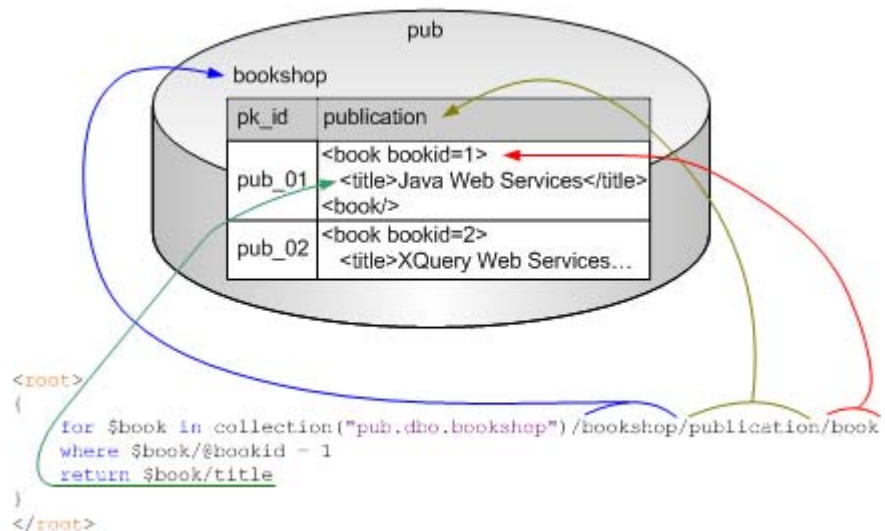 pub
bookshop
pk_id publication
pub_01 <book bookid=1>
<title>Java Web Services</title>
<book/>
pub_02 <book bookid=2>
<title>XQuery Web Services...
<root>
{
for $book in collection("pub.dbo.bookshop")/bookshop/publication/book
where $book/@bookid = 1
return $book/title
}
</root>